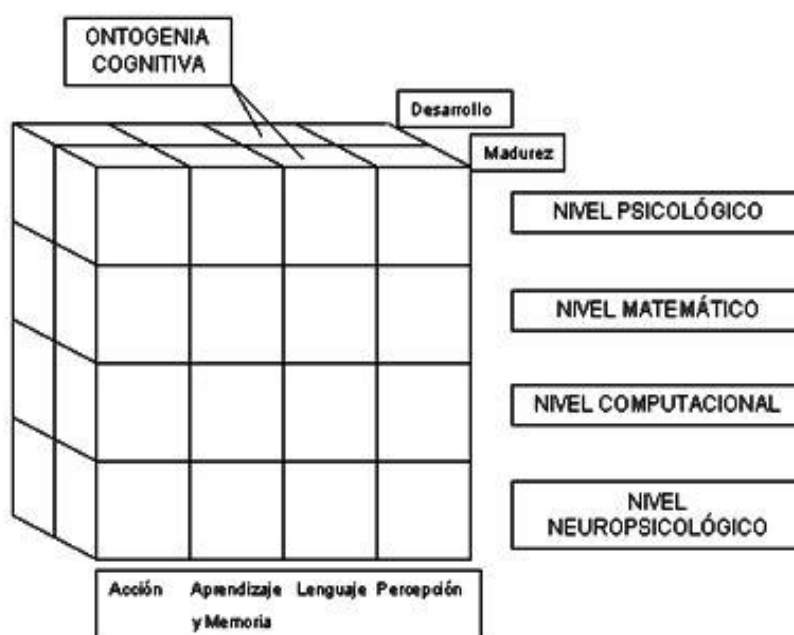 ONTOGENIA
COGNITIVA
Desarrollo
Madurez
NIVEL PSICOLÓGICO
NIVEL MATEMÁTICO
NIVEL COMPUTACIONAL
NIVEL
NEUROPSICOLÓGICO
Acción Aprendizaje Lenguaje Percepción
y Memoria